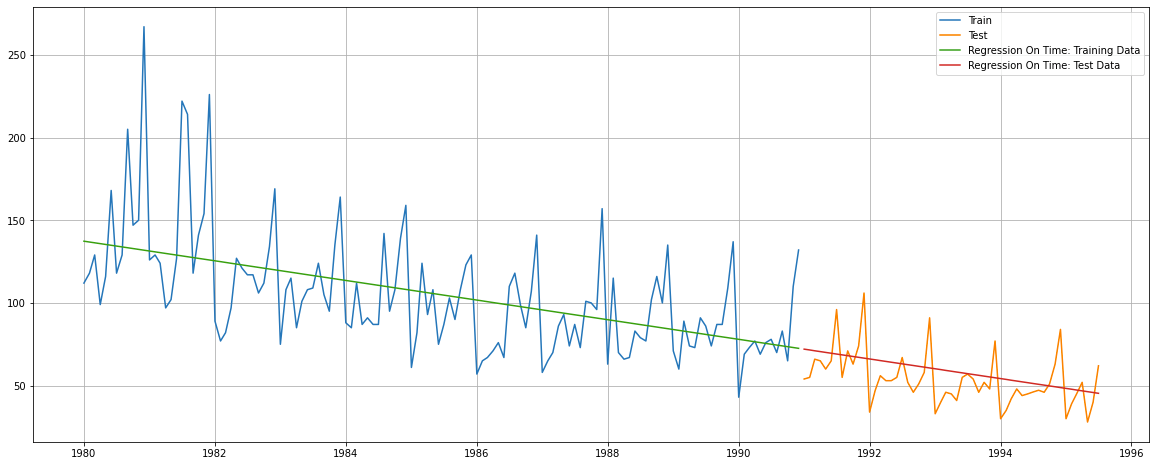 Train
Test
Regression On Time: Training Data
Regression On Time: Test Data
250
200
150
100
50
1980 1982 1984 1986 1988 1990 1992 1994 1996